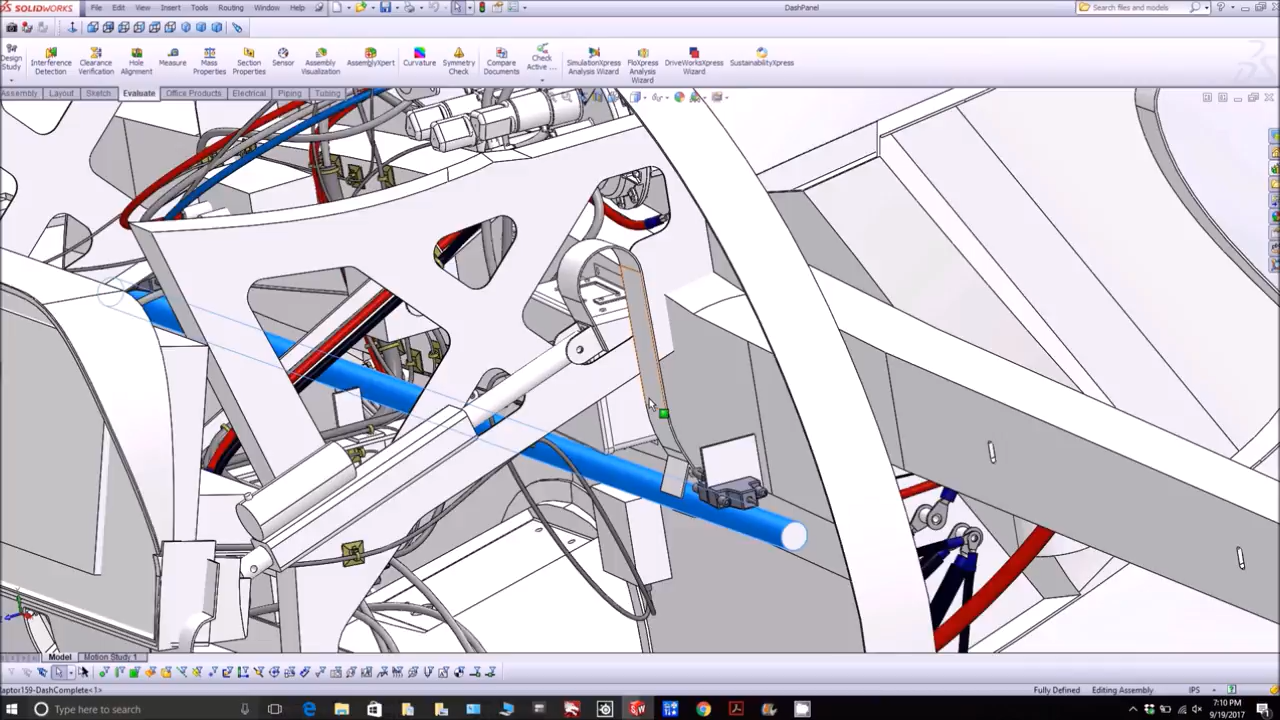 SOLIDWORKS File Edit View Insert Tools Routing Window Help DashPanel Search files and models
Design Study
Interference Detection
Clearance Verification
Hole Alignment
Measure
Mass Properties
Section Properties
Sensor
Assembly Visualization
AssemblyXpert
Curvature
Symmetry Check
Compare Documents
Check Active ...
SimulationXpress Analysis Wizard
FloXpress Analysis Wizard
DriveWorksXpress Wizard
SustainabilityXpress
Assembly Layout Sketch Evaluate Office Products Electrical Piping Tubing
Model Motion Study 1
aptor159-DashComplete<1> Fully Defined Editing Assembly IPS
Type here to search
7:10 PM
9/19/2017